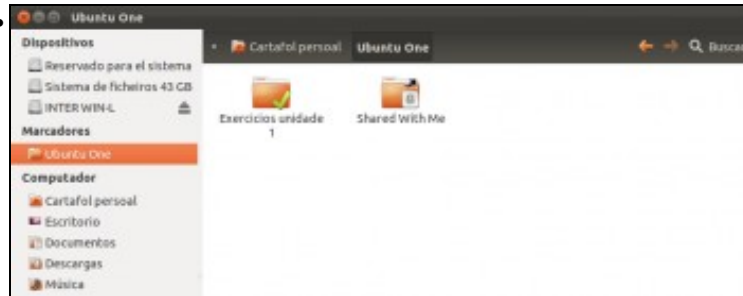 Ubuntu One
Dispositivos
Reservado para el sistema
Sistema de ficheiros 43 GB
INTER WIN-L
Marcadores
Ubuntu One
Computador
Cartafol persoal
Escritorio
Documentos
Descargas
Música
Cartafol persoal Ubuntu One Buscar
Exercicios unidade
1
Shared With Me